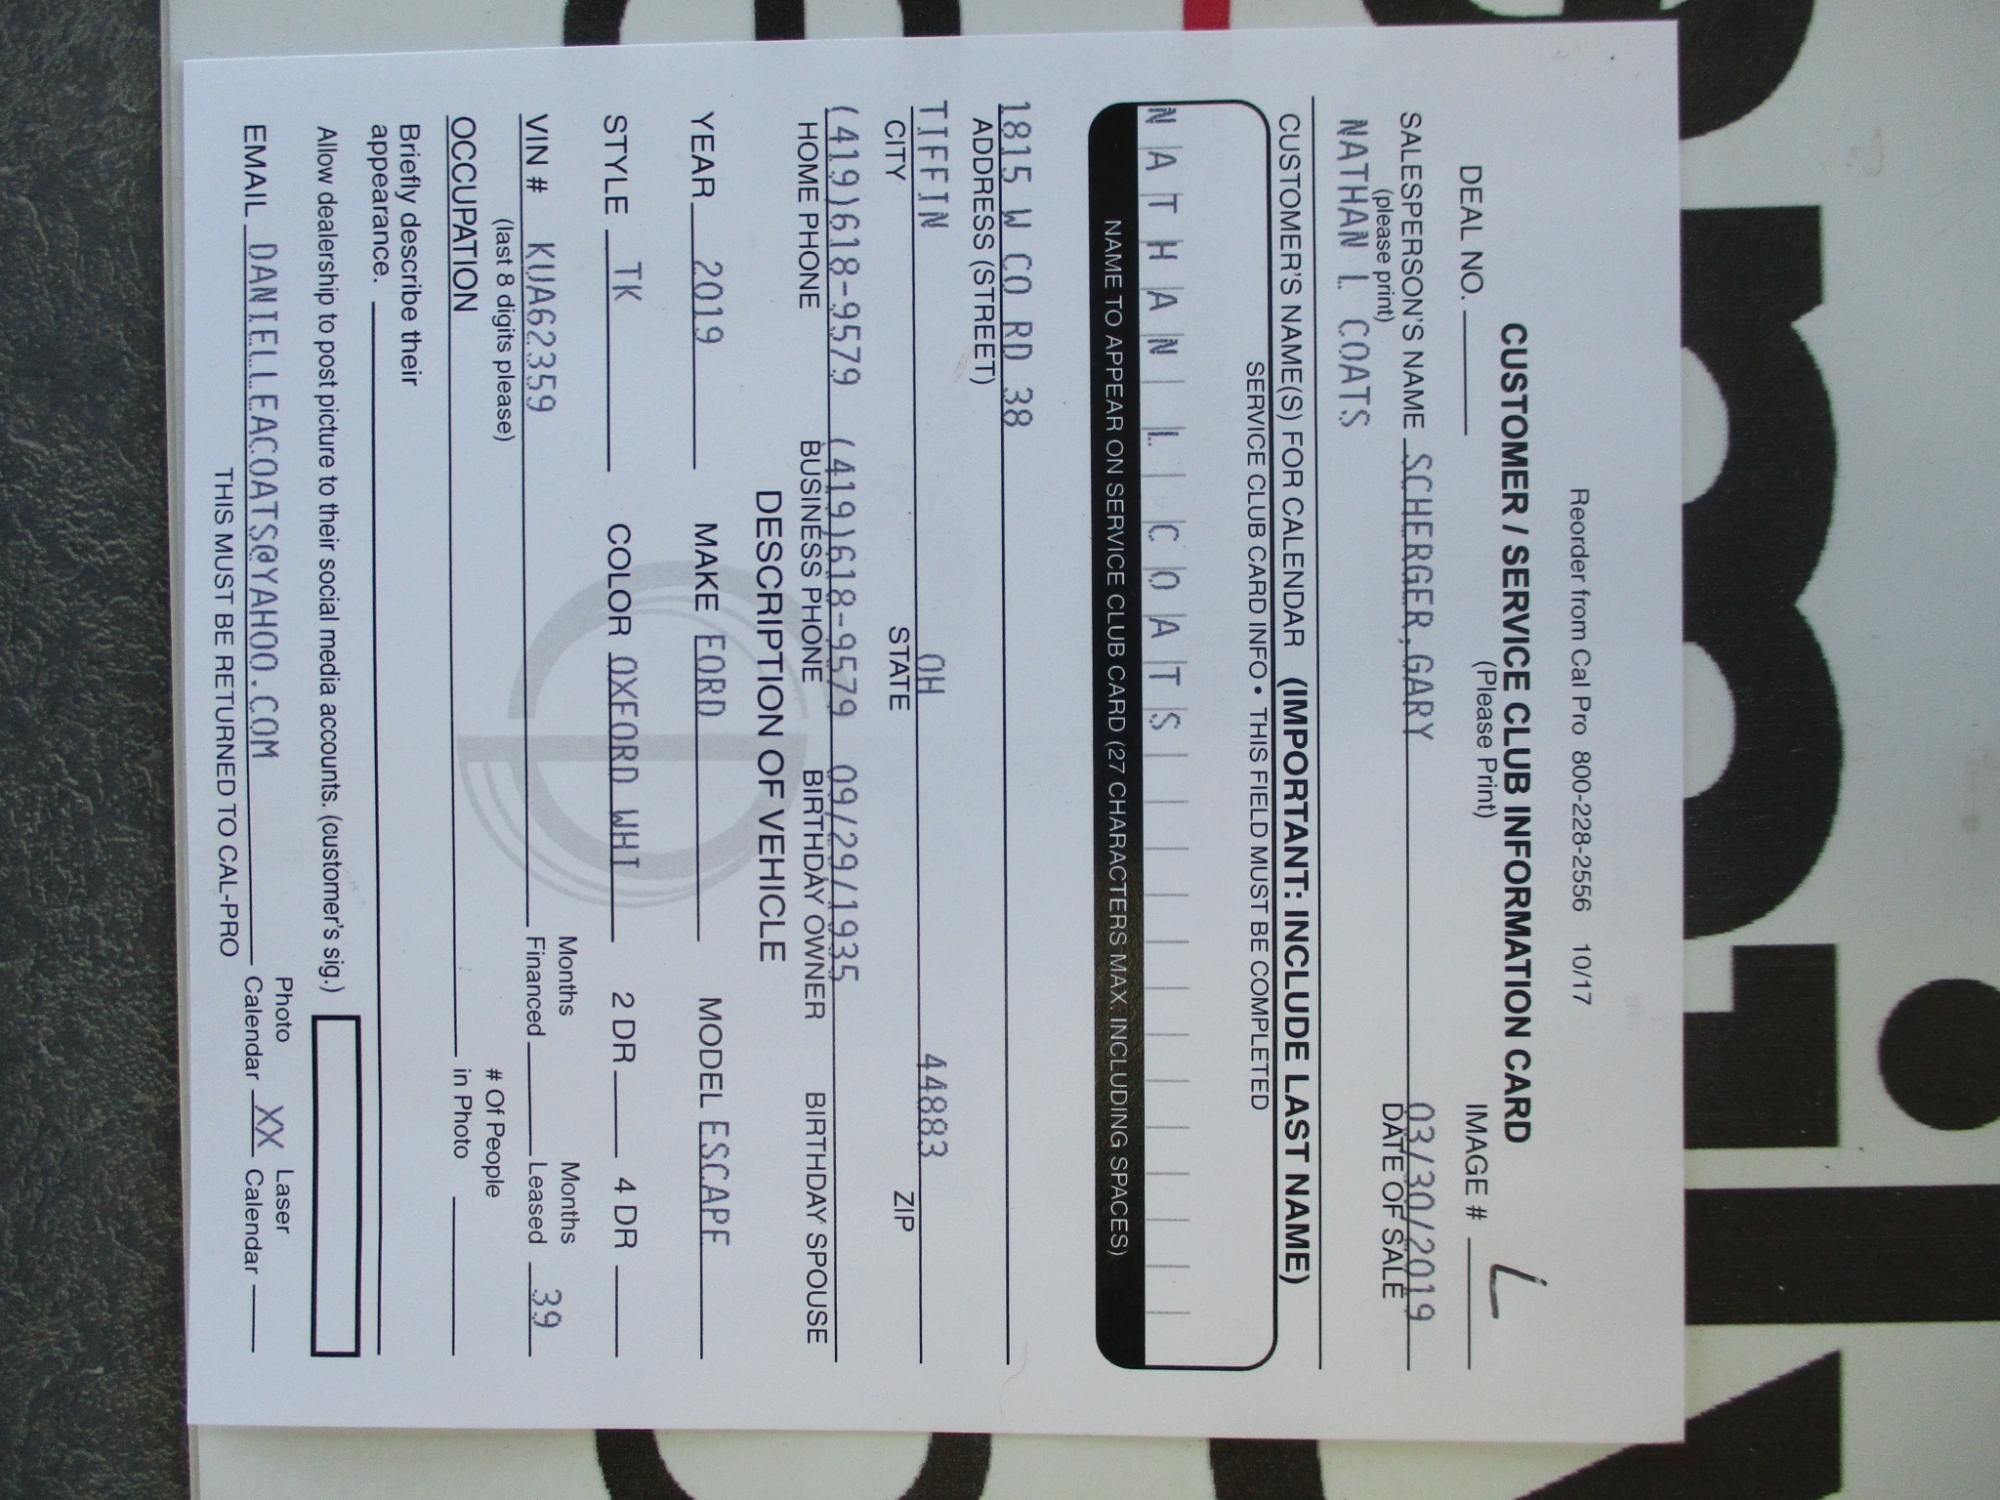 Reorder from Cal Pro 800-228-2556 10/17
CUSTOMER / SERVICE CLUB INFORMATION CARD
(Please Print)
DEAL NO. IMAGE #
SALESPERSON'S NAME SCHERGER, GARY 03/30/2019
(please print) DATE OF SALE
NATHAN L COATS
CUSTOMER'S NAME(S) FOR CALENDAR (IMPORTANT: INCLUDE LAST NAME)
SERVICE CLUB CARD INFO • THIS FIELD MUST BE COMPLETED
NATHAN L COATS
NAME TO APPEAR ON SERVICE CLUB CARD (27 CHARACTERS MAX. INCLUDING SPACES)
1815 W CO RD 38
ADDRESS (STREET)
TIFFIN OH 44883
CITY STATE ZIP
(419)618-9579 (419)618-9579 09/29/1935
HOME PHONE BUSINESS PHONE BIRTHDAY OWNER BIRTHDAY SPOUSE
DESCRIPTION OF VEHICLE
YEAR 2019 MAKE FORD MODEL ESCAPE
STYLE TK COLOR OXFORD WHI 2 DR 4 DR
Months Months
VIN # KUA62359 Financed Leased 39
(last 8 digits please) # Of People
OCCUPATION in Photo
Briefly describe their
appearance.
Allow dealership to post picture to their social media accounts. (customer's sig.)
Photo Laser
EMAIL DANIELLEACOATS@YAHOO.COM Calendar XX Calendar
THIS MUST BE RETURNED TO CAL-PRO